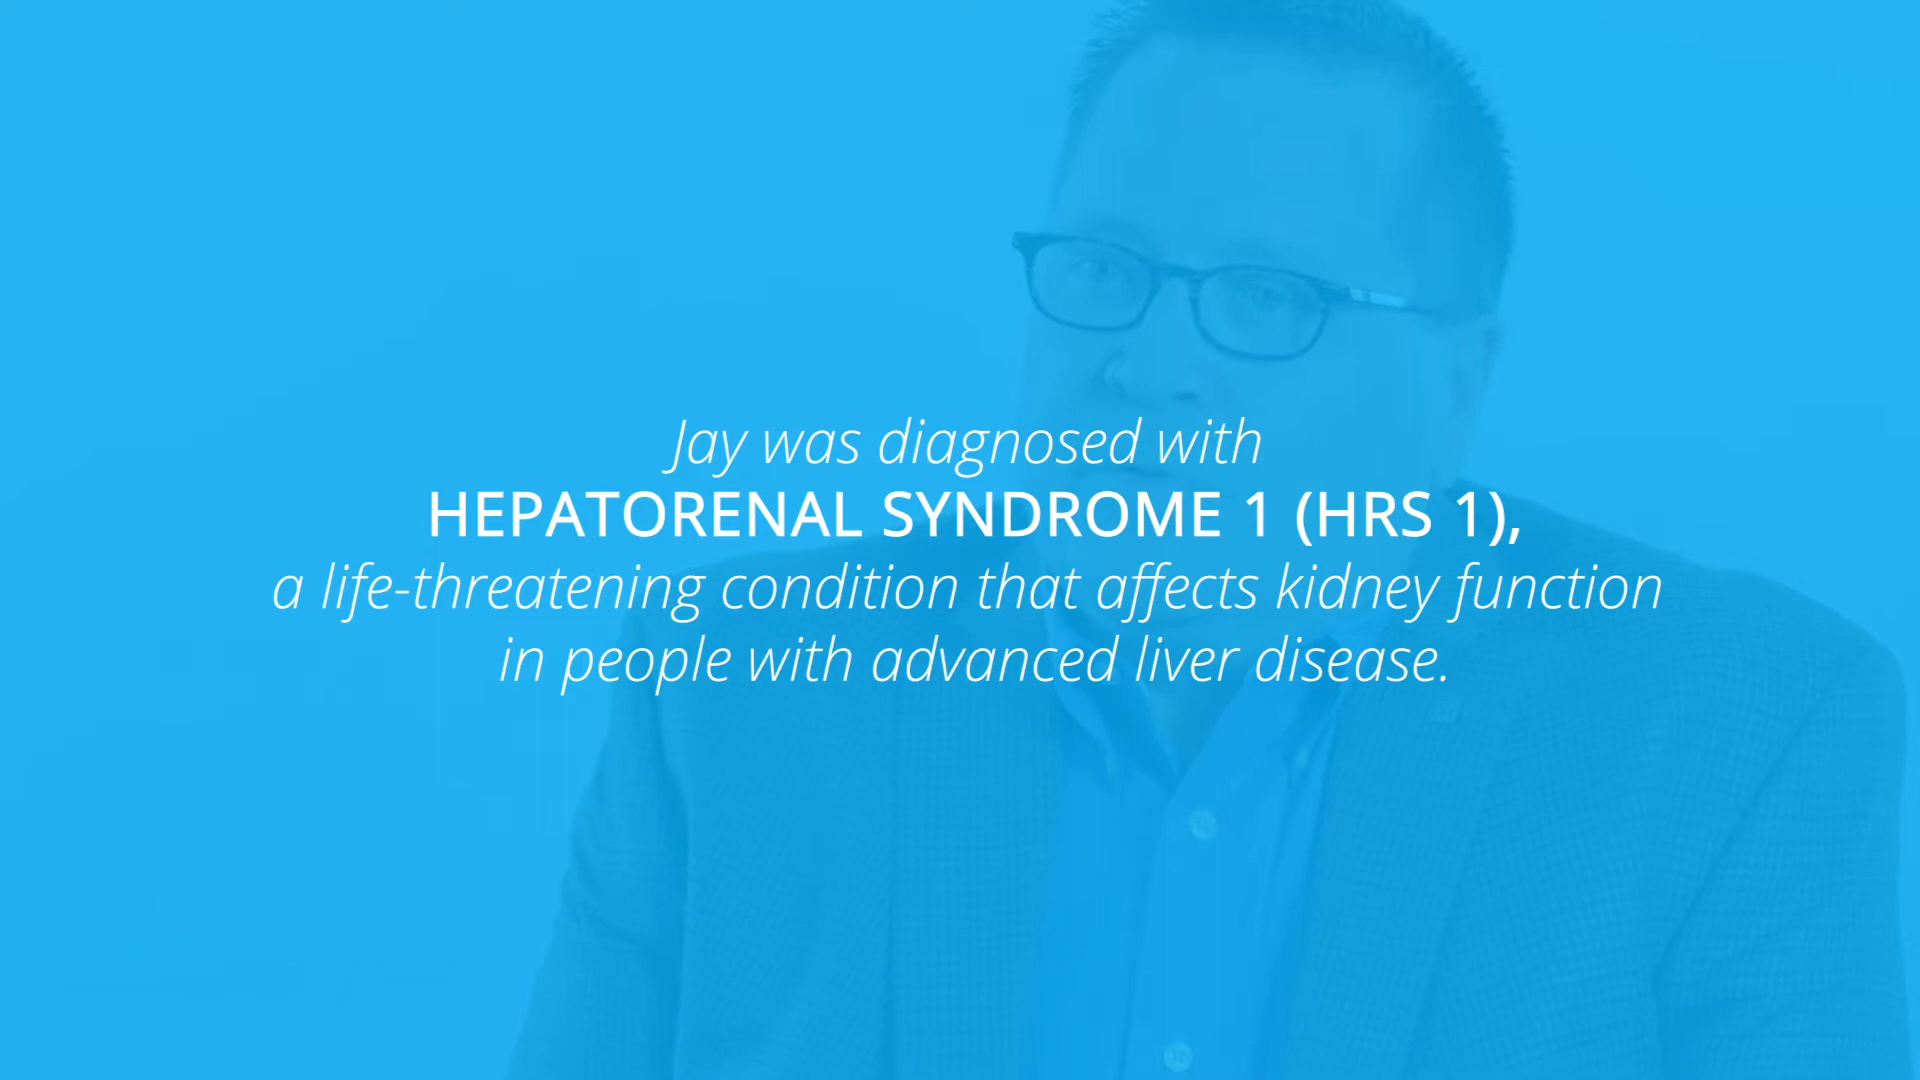 Jay was diagnosed with
HEPATORENAL SYNDROME 1 (HRS 1),
a life-threatening condition that affects kidney function
in people with advanced liver disease.